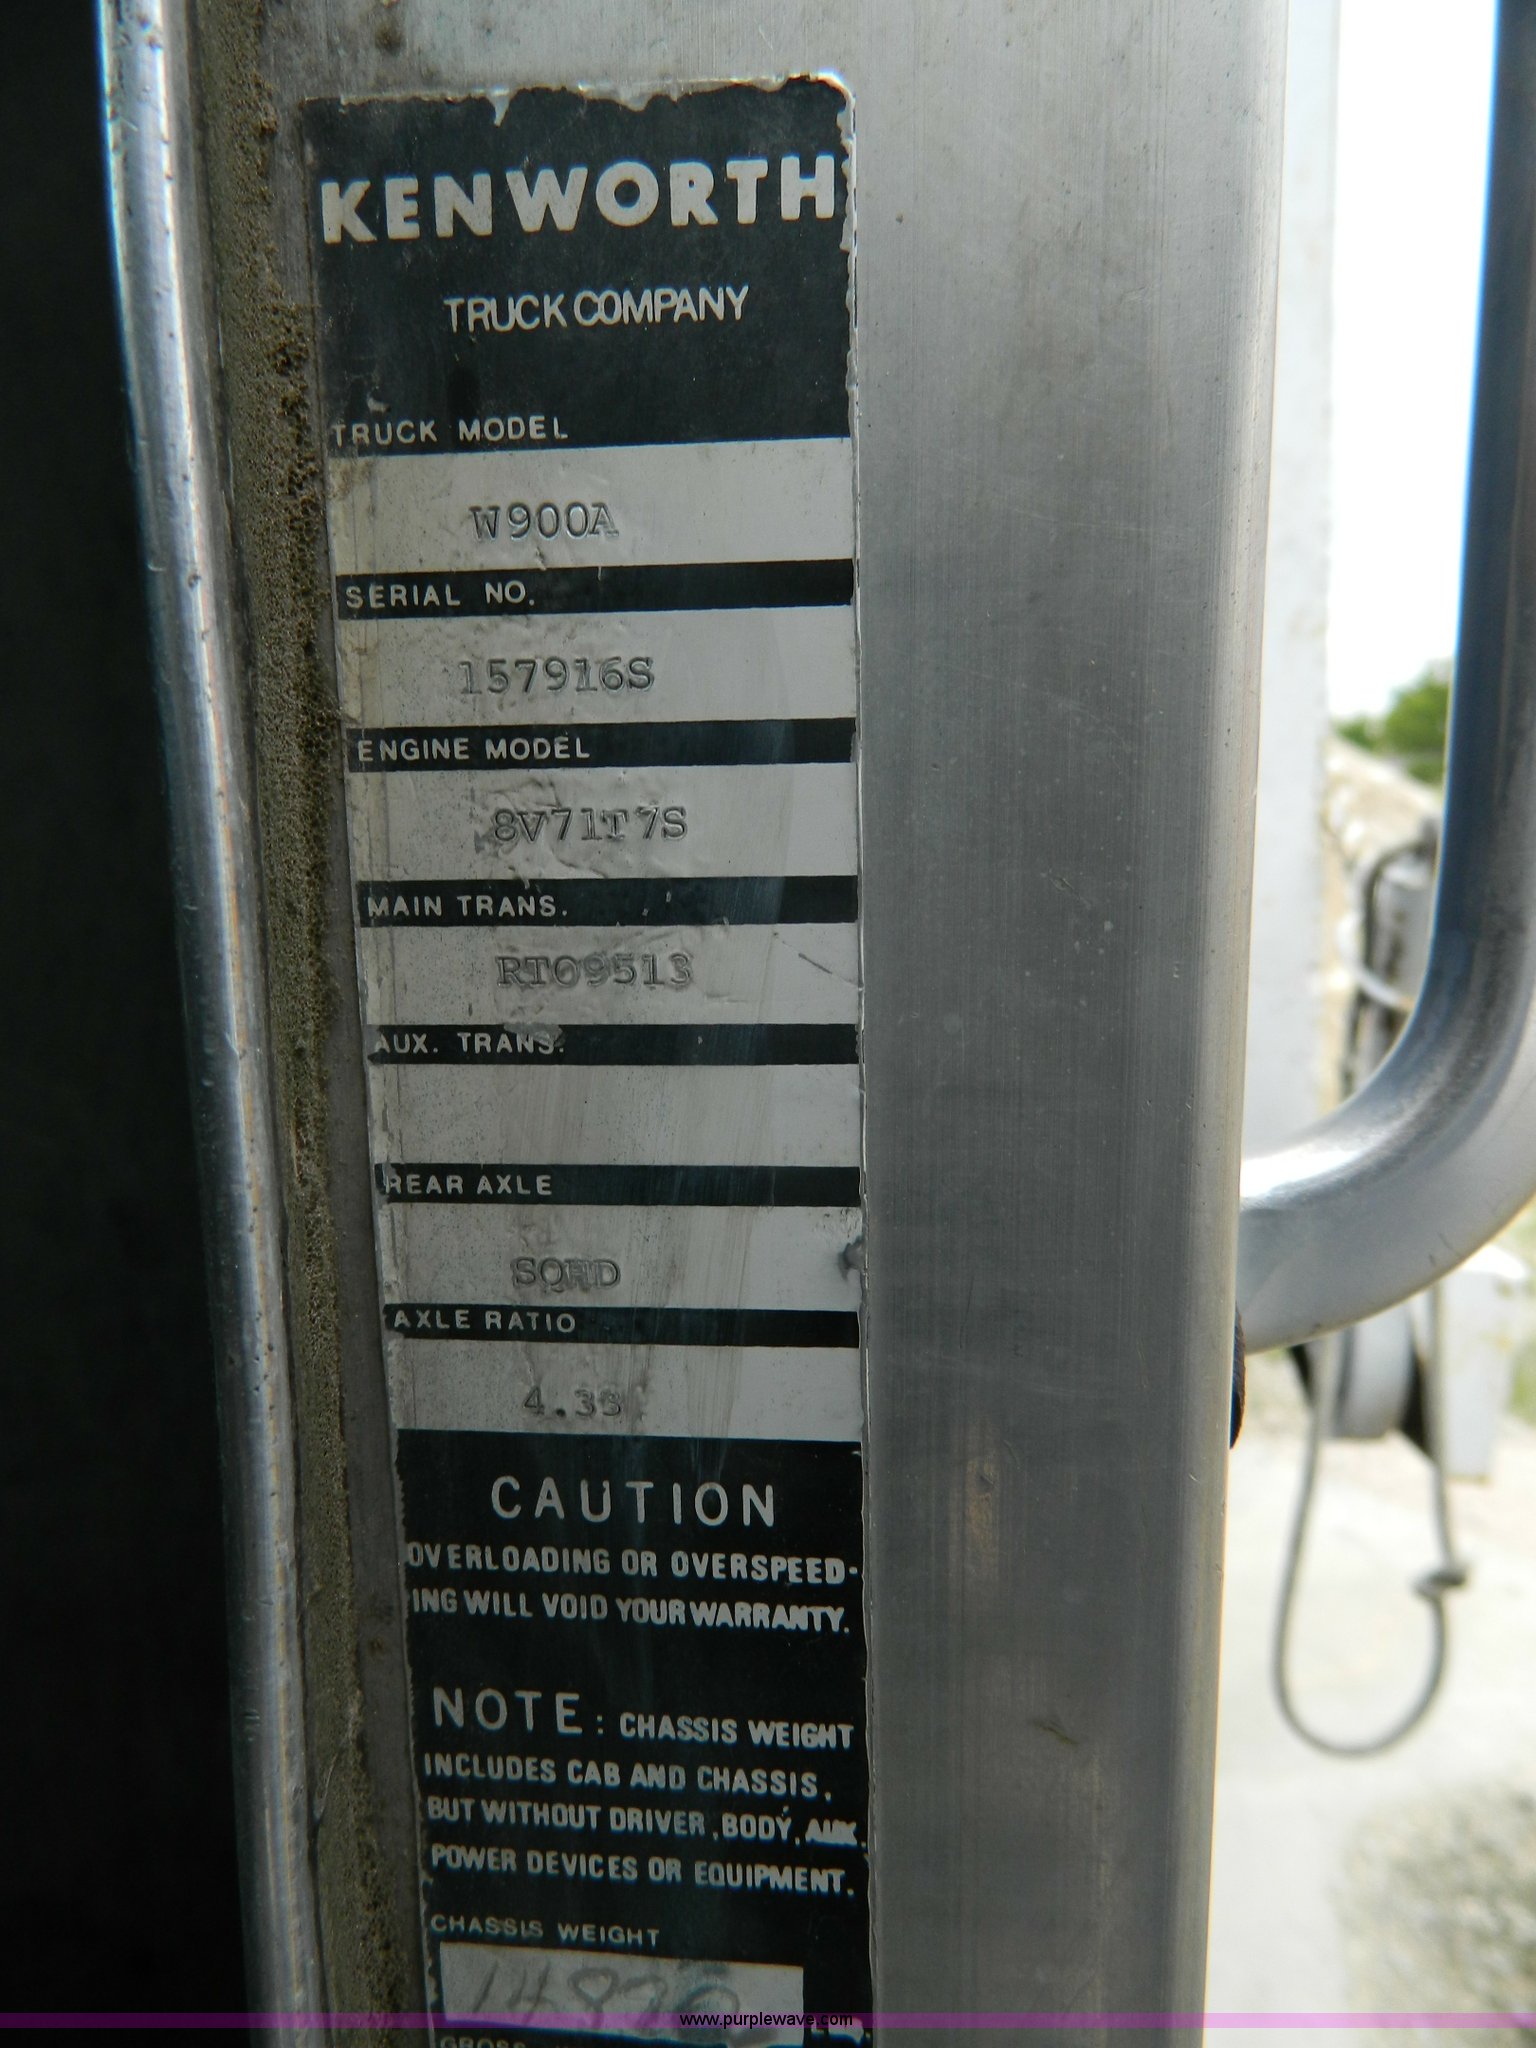 KENWORTH
TRUCK COMPANY
TRUCK MODEL
W900A
SERIAL NO.
157916S
ENGINE MODEL
8V71T7S
MAIN TRANS.
RTO9513
AUX. TRANS.
REAR AXLE
SQHD
AXLE RATIO
4.33
CAUTION
OVERLOADING OR OVERSPEED-
ING WILL VOID YOUR WARRANTY.
NOTE: CHASSIS WEIGHT
INCLUDES CAB AND CHASSIS,
BUT WITHOUT DRIVER, BODY, AUX.
POWER DEVICES OR EQUIPMENT.
CHASSIS WEIGHT
www.purplewave.com
GROSS